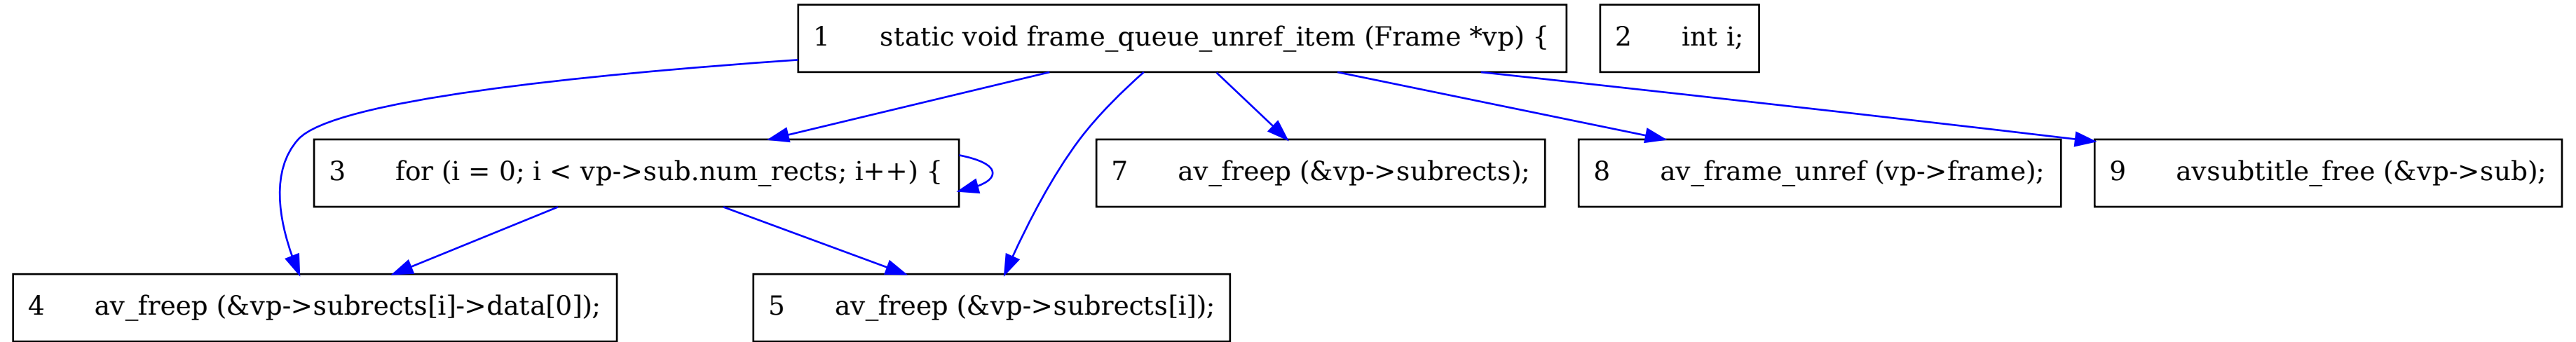 1 static void frame_queue_unref_item (Frame *vp) {
2 int i;
3 for (i = 0; i < vp->sub.num_rects; i++) {
7 av_freep (&vp->subrects);
8 av_frame_unref (vp->frame);
9 avsubtitle_free (&vp->sub);
4 av_freep (&vp->subrects[i]->data[0]);
5 av_freep (&vp->subrects[i]);